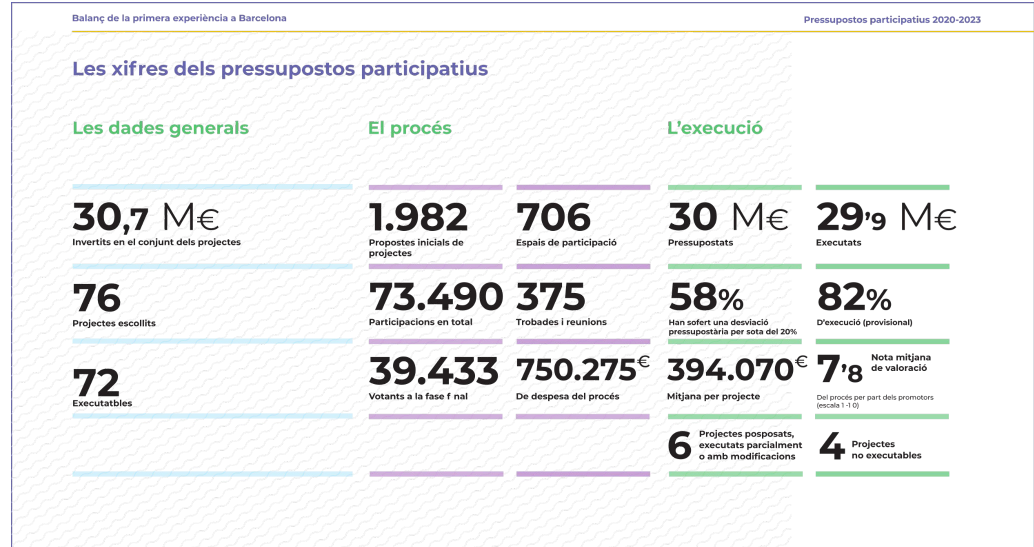 Balanç de la primera experiència a Barcelona
Pressupostos participatius 2020-2023
Les xifres dels pressupostos participatius
Les dades generals
El procés
L'execució
30,7 M€
Invertits en el conjunt dels projectes
1.982
Propostes inicials de
projectes
706
Espais de participació
30 M€
Pressupostats
29'9 M€
Executats
76
Projectes escollits
73.490
Participacions en total
375
Trobades i reunions
58%
Han sofert una desviació
pressupostària per sota del 20%
82%
D'execució (provisional)
72
Executatbles
39.433
Votants a la fase f nal
750.275€
De despesa del procés
394.070€
Mitjana per projecte
7'8
Nota mitjana
de valoració
Del procés per part dels promotors
(escala 1 -1 0)
6
Projectes posposats,
executats parcialment
o amb modificacions
4
Projectes
no executables